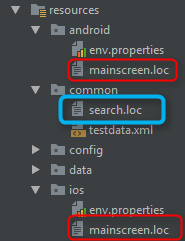 resources
android
env.properties
mainscreen.loc
common
search.loc
testdata.xml
config
data
ios
env.properties
mainscreen.loc